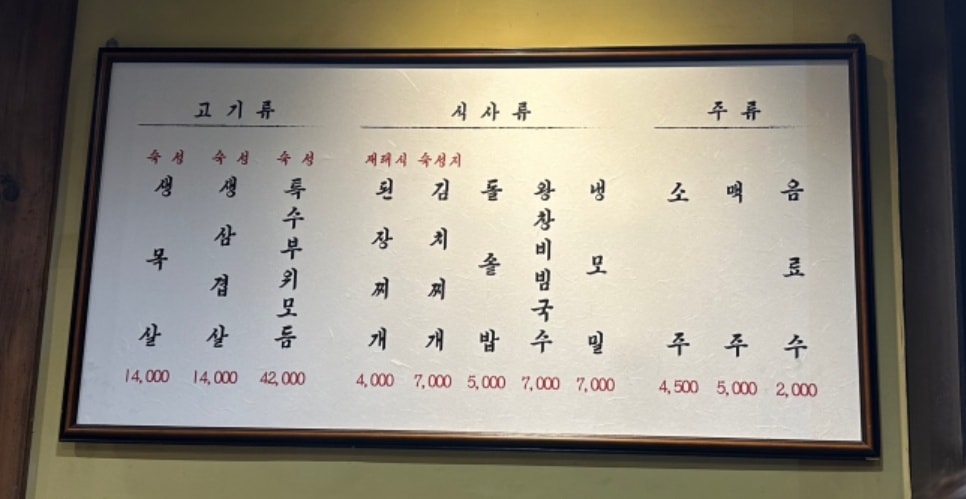 고기류
숙성 생목살 14,000
숙성 생삼겹살 14,000
숙성 특수부위모듬 42,000
식사류
재래식 된장찌개 4,000
숙성지 김치찌개 7,000
돌솥밥 5,000
왕창비빔국수 7,000
냉모밀 7,000
주류
소주 4,500
맥주 5,000
음료수 2,000